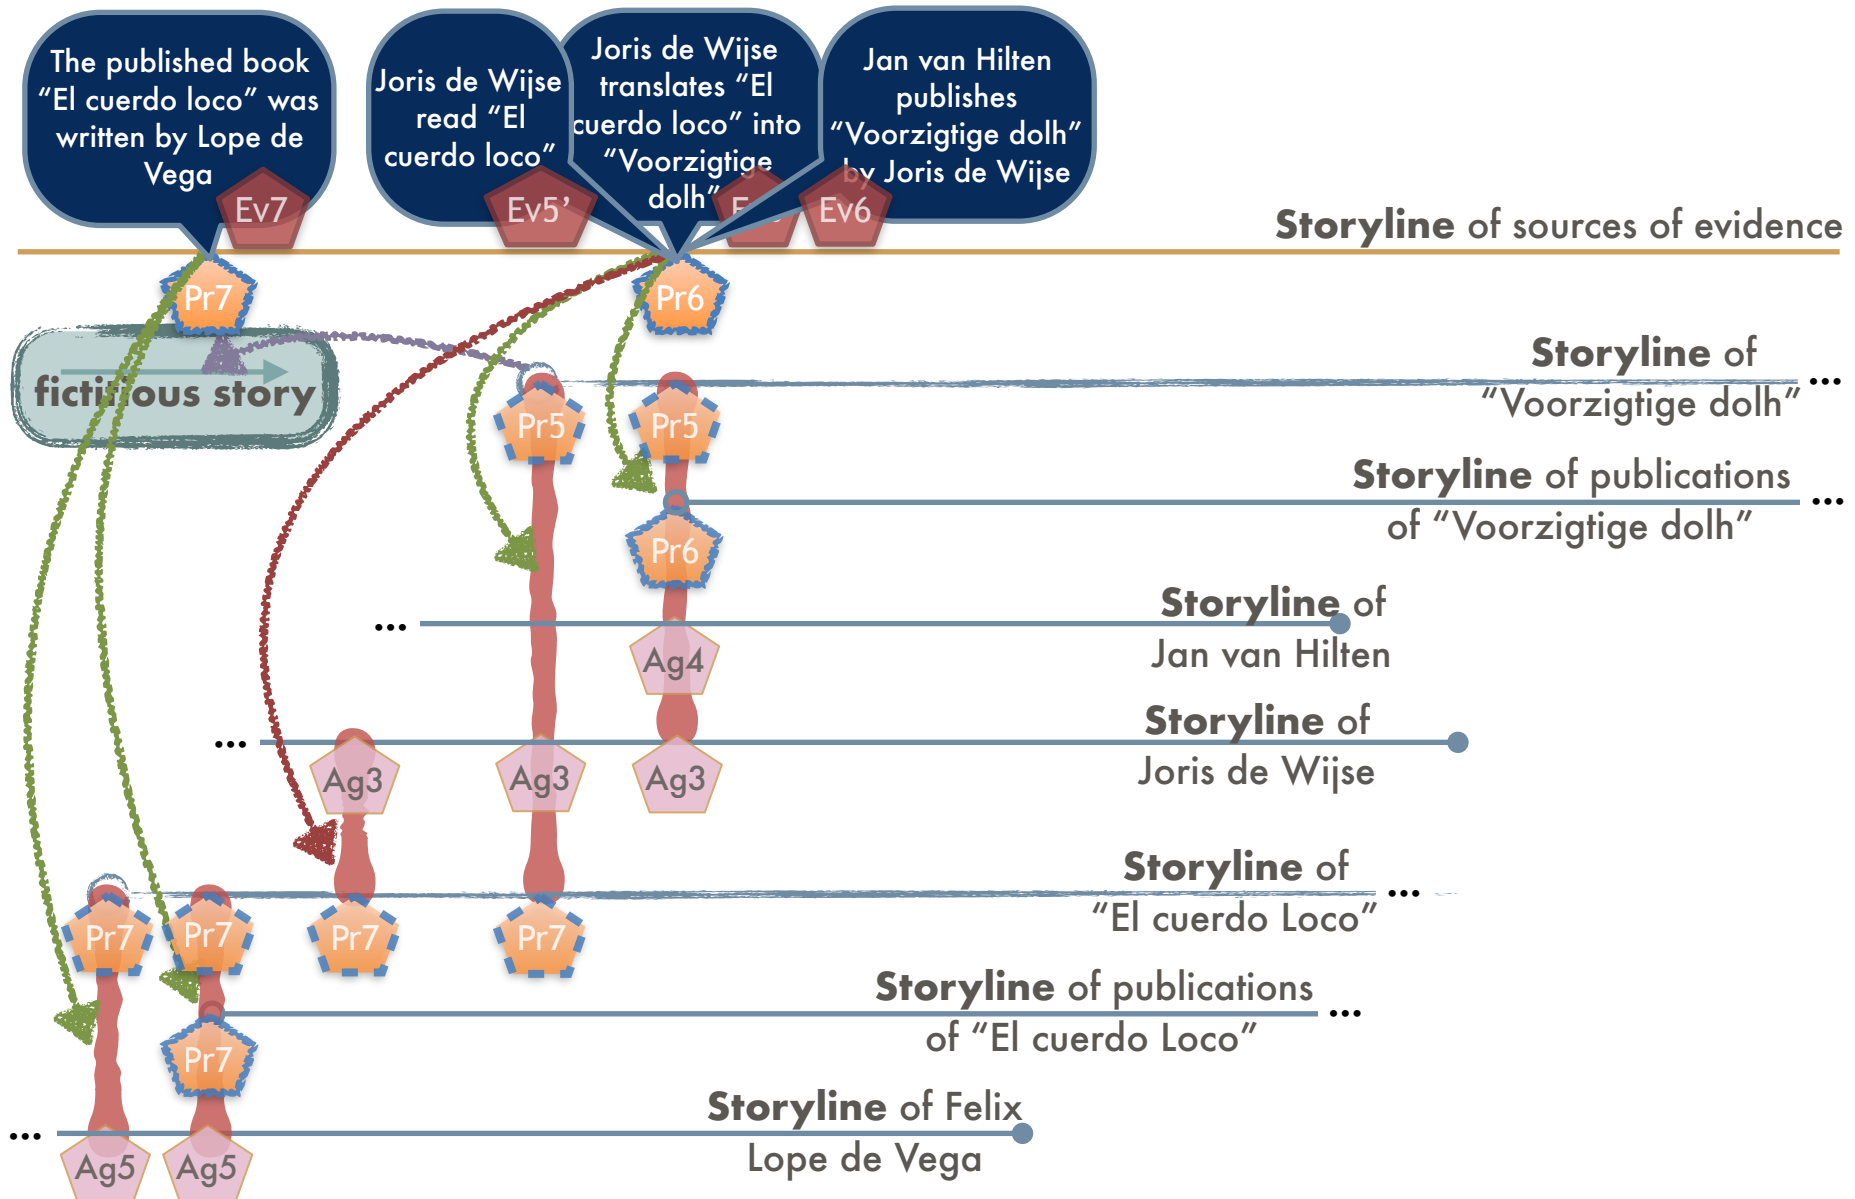 The published book
“El cuerdo loco” was
written by Lope de
Vega
Joris de Wijse
read “El
cuerdo loco”
Joris de Wijse
translates “El
cuerdo loco” into
“Voorzigtige
dolh”
Jan van Hilten
publishes
“Voorzigtige dolh”
by Joris de Wijse
Ev7
Ev5’
Ev6
Storyline of sources of evidence
Pr7
Pr6
fictitious story
Storyline of
“Voorzigtige dolh”
...
Pr5
Pr5
Storyline of publications
of “Voorzigtige dolh”
...
Pr6
...
Storyline of
Jan van Hilten
Ag4
...
Storyline of
Joris de Wijse
Ag3
Ag3
Ag3
Storyline of
“El cuerdo Loco”
...
Pr7
Pr7
Pr7
Pr7
Storyline of publications
of “El cuerdo Loco”
...
Pr7
...
Storyline of Felix
Lope de Vega
Ag5
Ag5